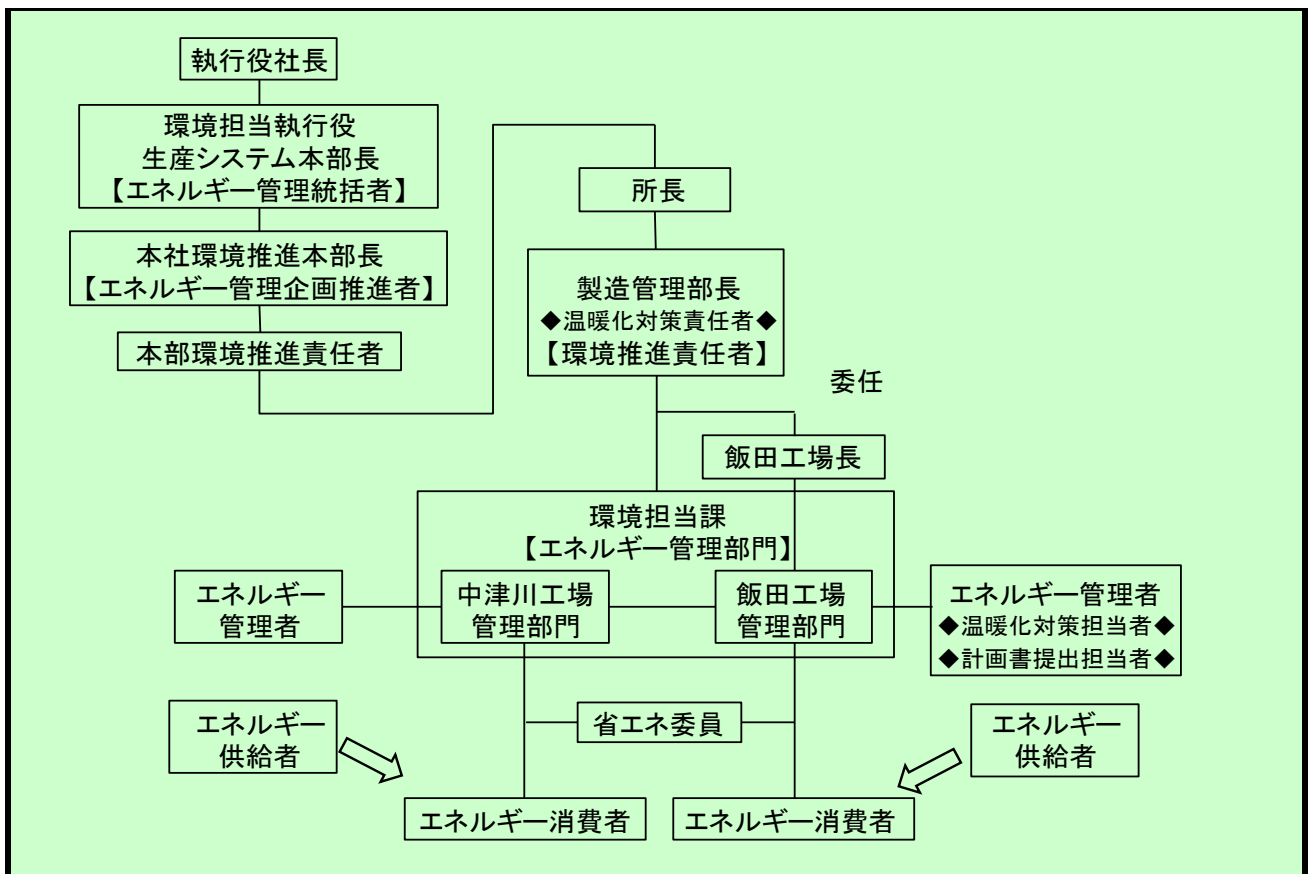 執行役社長
環境担当執行役
生産システム本部長
【エネルギー管理統括者】
本社環境推進本部長
【エネルギー管理企画推進者】
本部環境推進責任者
所長
製造管理部長
◆温暖化対策責任者◆
【環境推進責任者】
委任
飯田工場長
環境担当課
【エネルギー管理部門】
エネルギー
管理者
中津川工場
管理部門
飯田工場
管理部門
エネルギー管理者
◆温暖化対策担当者◆
◆計画書提出担当者◆
エネルギー
供給者
省エネ委員
エネルギー
供給者
エネルギー消費者
エネルギー消費者